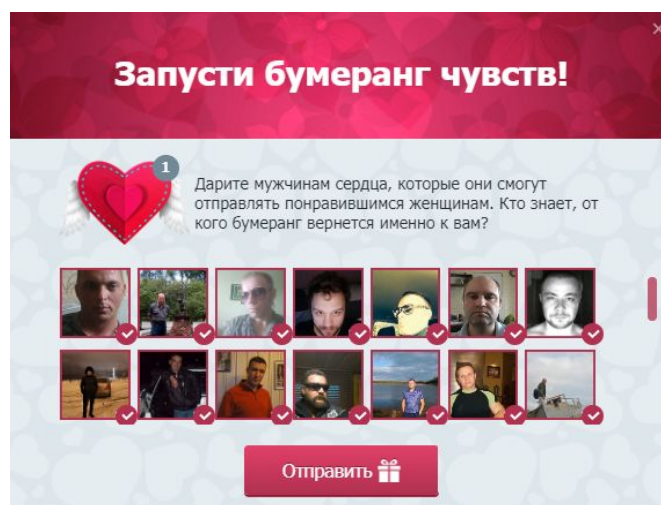 Запусти бумеранг чувств!
1
Дарите мужчинам сердца, которые они смогут
отправлять понравившимся женщинам. Кто знает, от
кого бумеранг вернется именно к вам?
Отправить